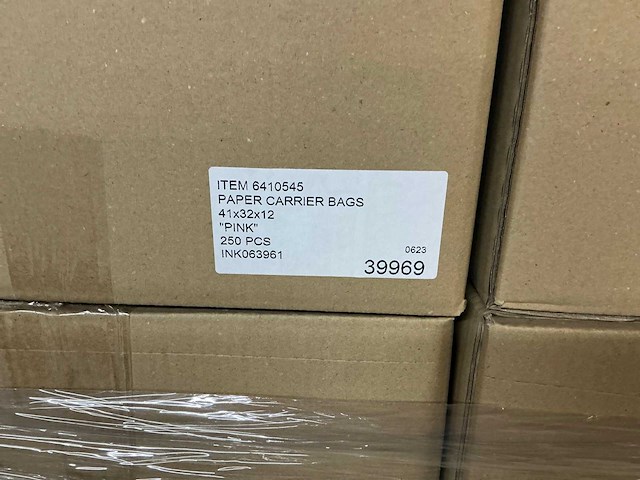 ITEM 6410545
PAPER CARRIER BAGS
41x32x12
"PINK"
250 PCS
INK063961
0623
39969